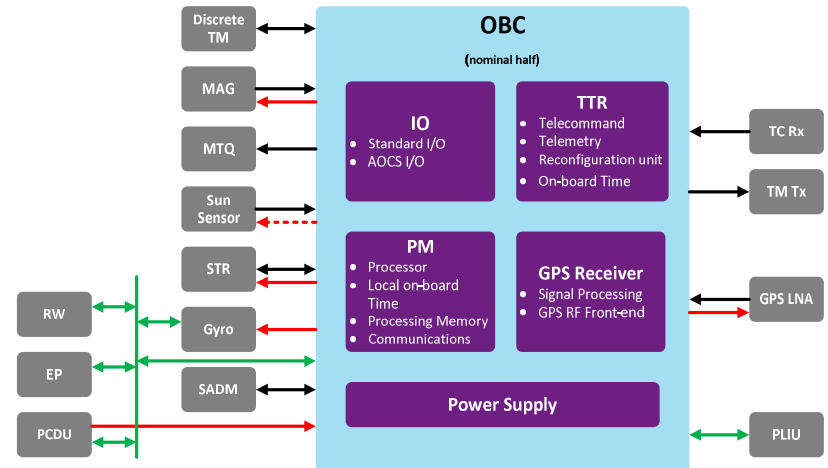 Discrete
TM
MAG
MTQ
Sun
Sensor
STR
Gyro
SADM
RW
EP
PCDU
OBC
(nominal half)
IO
• Standard I/O
• AOCS I/O
TTR
• Telecommand
• Telemetry
• Reconfiguration unit
• On-board Time
PM
• Processor
• Local on-board
Time
• Processing Memory
• Communications
GPS Receiver
• Signal Processing
• GPS RF Front-end
Power Supply
TC Rx
TM Tx
GPS LNA
PLIU